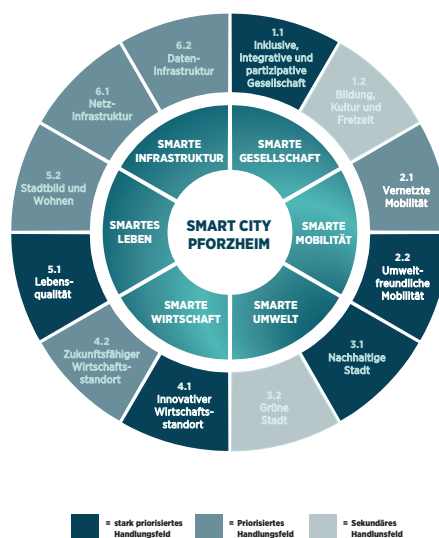 SMART CITY
PFORZHEIM
SMARTE
GESELLSCHAFT
SMARTE
MOBILITÄT
SMARTE
UMWELT
SMARTE
WIRTSCHAFT
SMARTES
LEBEN
SMARTE
INFRASTRUKTUR
1.1
Inklusive,
integrative und
partizipative
Gesellschaft
1.2
Bildung,
Kultur und
Freizeit
2.1
Vernetzte
Mobilität
2.2
Umwelt-
freundliche
Mobilität
3.1
Nachhaltige
Stadt
3.2
Grüne
Stadt
4.1
Innovativer
Wirtschafts-
standort
4.2
Zukunftsfähiger
Wirtschafts-
standort
5.1
Lebens-
qualität
5.2
Stadtbild und
Wohnen
6.1
Netz-
infrastruktur
6.2
Daten-
infrastruktur
= stark priorisiertes
Handlungsfeld
= Priorisiertes
Handlungsfeld
= Sekundäres
Handlunsfeld